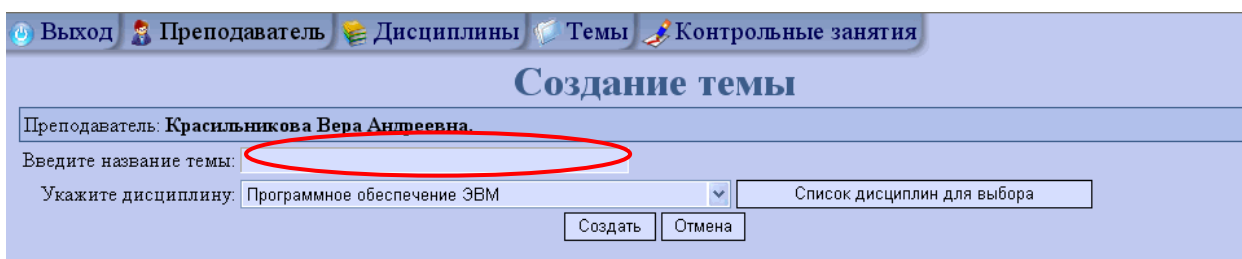 Выход Преподаватель Дисциплины Темы Контрольные занятия
Создание темы
Преподаватель: Красильникова Вера Андреевна.
Введите название темы:
Укажите дисциплину: Программное обеспечение ЭВМ Список дисциплин для выбора
Создать Отмена